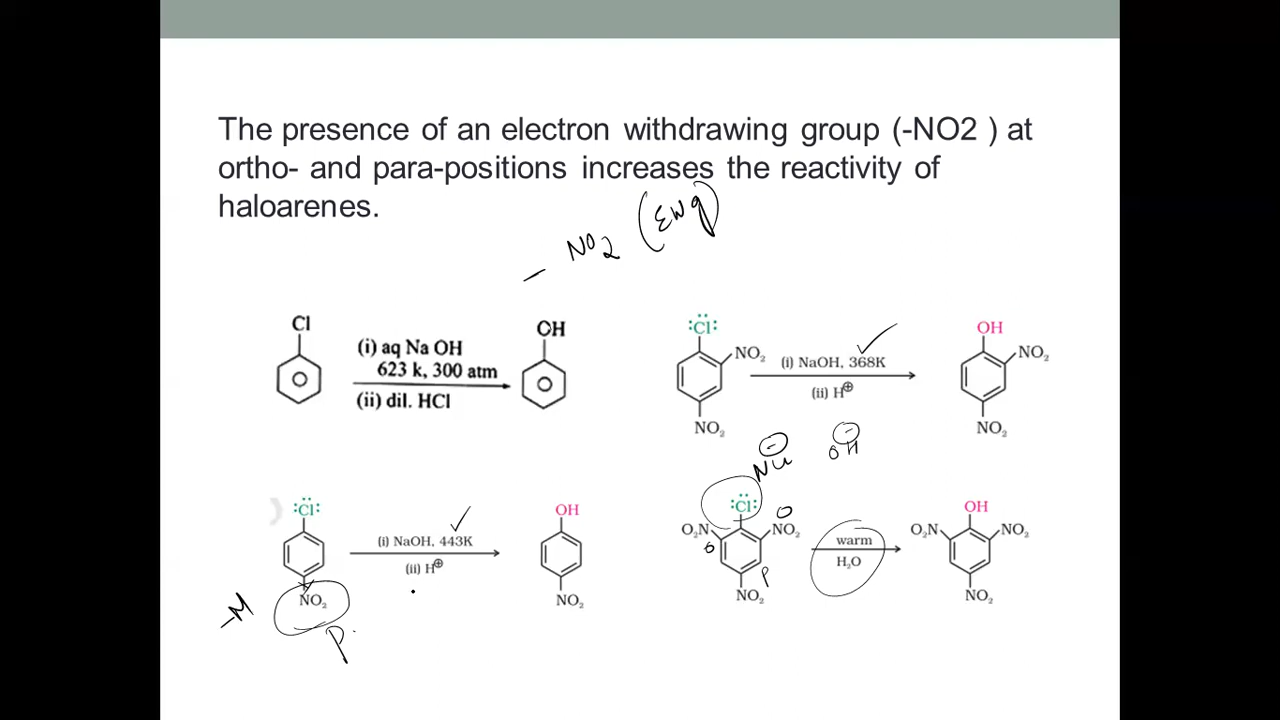 The presence of an electron withdrawing group (-NO2 ) at
ortho- and para-positions increases the reactivity of
haloarenes.
– NO2 (EWg)
Cl
(i) aq Na OH
623 k, 300 atm
(ii) dil. HCl
OH
:Cl:
NO₂
NO₂
(i) NaOH, 368K
(ii) H⊕
OH
NO₂
NO₂
:Cl:
NO₂
(i) NaOH, 443K
(ii) H⊕
OH
NO₂
-M
P
Nu⊖
OH⊖
:Cl:
O₂N
NO₂
NO₂
o
o
P
warm
H₂O
OH
O₂N
NO₂
NO₂